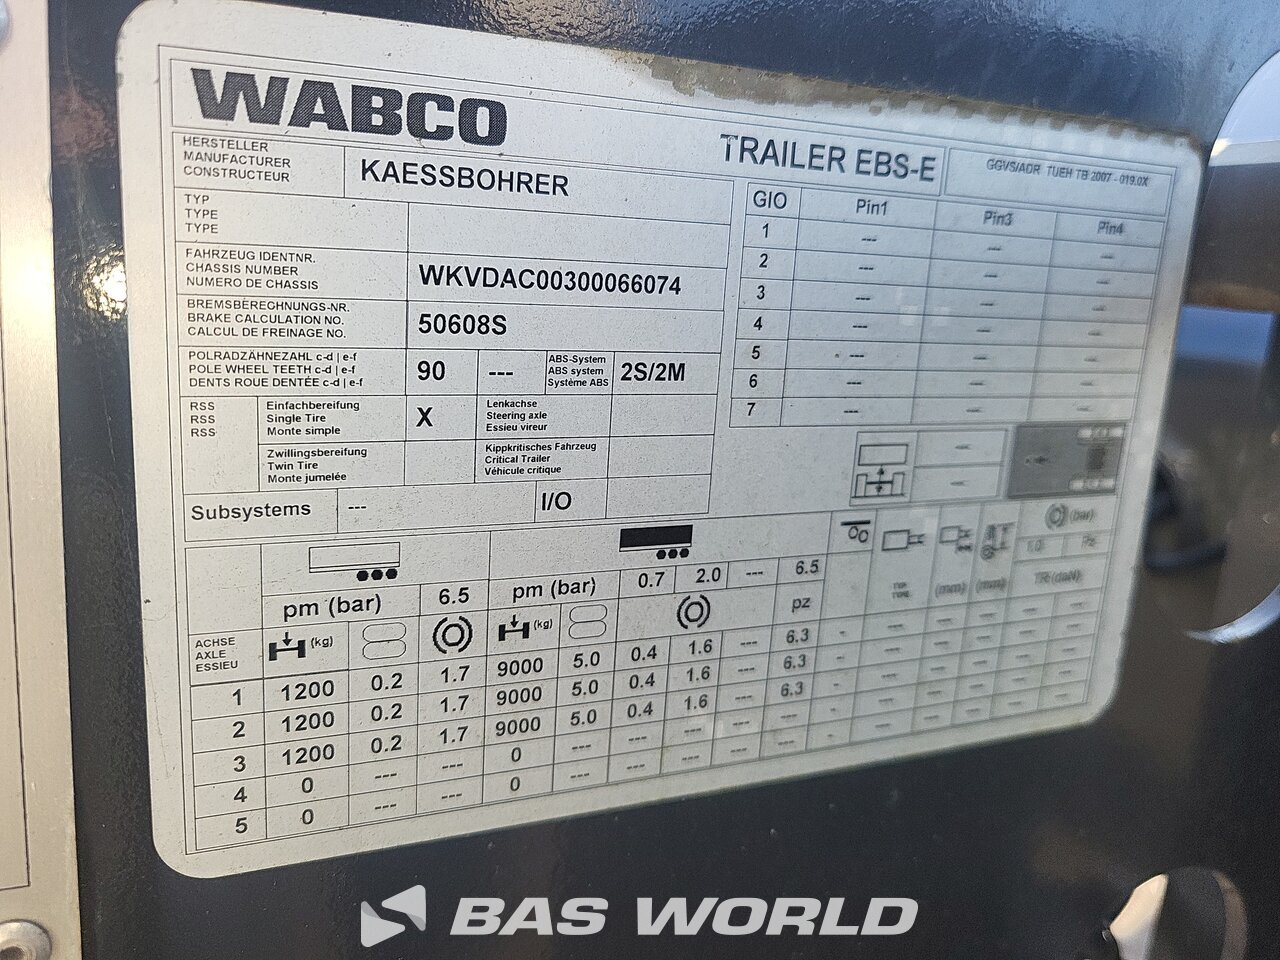 WABCO
TRAILER EBS-E
GGVS/ADR TUEH TB 2007 - 019.0X
HERSTELLER
MANUFACTURER
CONSTRUCTEUR
KAESSBOHRER
TYP
TYPE
TYPE
FAHRZEUG IDENTNR.
CHASSIS NUMBER
NUMERO DE CHASSIS
WKVDAC00300066074
BREMSBERECHNUNGS-NR.
BRAKE CALCULATION NO.
CALCUL DE FREINAGE NO.
50608S
POLRADZÄHNEZAHL c-d | e-f
POLE WHEEL TEETH c-d | e-f
DENTS ROUE DENTÉE c-d | e-f
90 ---
ABS-System
ABS system
Système ABS
2S/2M
RSS
RSS
RSS
Einfachbereifung
Single Tire
Monte simple
X
Lenkachse
Steering axle
Essieu vireur
Zwillingsbereifung
Twin Tire
Monte jumelée
Kippkritisches Fahrzeug
Critical Trailer
Véhicule critique
Subsystems --- I/O
GIO Pin1 Pin3 Pin4
1 --- --- ---
2 --- --- ---
3 --- --- ---
4 --- --- ---
5 --- --- ---
6 --- --- ---
7 --- --- ---
--- 
---
pm (bar) 6.5 pm (bar) 0.7 2.0 --- 6.5
(bar)
1.0 Pz
ACHSE
AXLE
ESSIEU
(kg) (kg) pz (mm) (mm) TR (daN)
1 1200 0.2 1.7 9000 5.0 0.4 1.6 --- 6.3 - --- --- --- --- ---
2 1200 0.2 1.7 9000 5.0 0.4 1.6 --- 6.3 - --- --- --- --- ---
3 1200 0.2 1.7 9000 5.0 0.4 1.6 --- 6.3 - --- --- --- --- ---
4 0 --- --- 0 --- --- --- --- --- - --- --- --- --- ---
5 0 --- --- 0 --- --- --- --- --- - --- --- --- --- ---
BAS WORLD